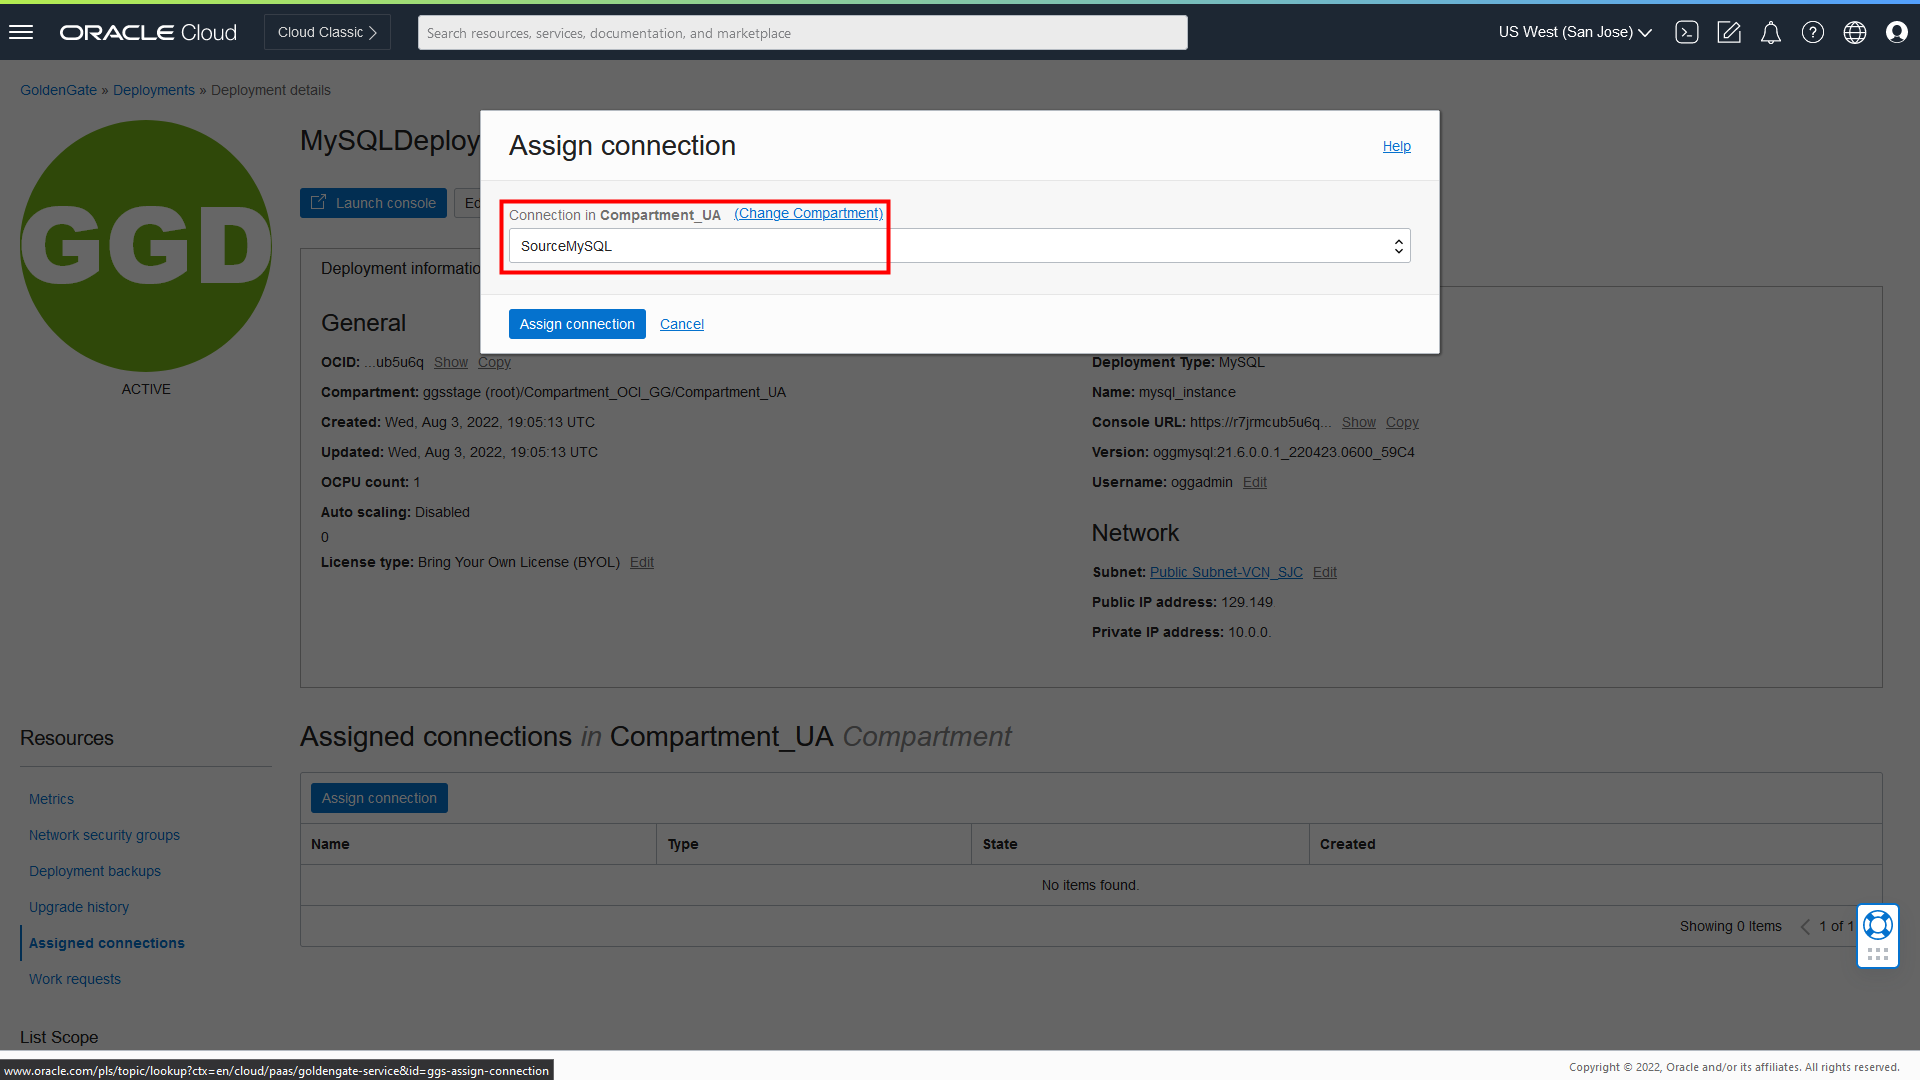 ORACLE Cloud
Cloud Classic
Search resources, services, documentation, and marketplace
US West (San Jose)
GoldenGate » Deployments » Deployment details
GGD
ACTIVE
MySQLDeploy
Launch console
Assign connection
Help
Connection in Compartment_UA (Change Compartment)
SourceMySQL
Assign connection
Cancel
General
OCID: ...ub5u6q Show Copy
Compartment: ggsstage (root)/Compartment_OCI_GG/Compartment_UA
Created: Wed, Aug 3, 2022, 19:05:13 UTC
Updated: Wed, Aug 3, 2022, 19:05:13 UTC
OCPU count: 1
Auto scaling: Disabled
0
License type: Bring Your Own License (BYOL) Edit
Deployment Type: MySQL
Name: mysql_instance
Console URL: https://r7jrmcub5u6q... Show Copy
Version: oggmysql:21.6.0.0.1_220423.0600_59C4
Username: oggadmin Edit
Network
Subnet: Public Subnet-VCN_SJC Edit
Public IP address: 129.149
Private IP address: 10.0.0.
Resources
Metrics
Network security groups
Deployment backups
Upgrade history
Assigned connections
Work requests
List Scope
Assigned connections in Compartment_UA Compartment
Assign connection
Name Type State Created
No items found.
Showing 0 Items
1 of 1
www.oracle.com/pls/topic/lookup?ctx=en/cloud/paas/goldengate-service&id=ggs-assign-connection
Copyright © 2022, Oracle and/or its affiliates. All rights reserved.